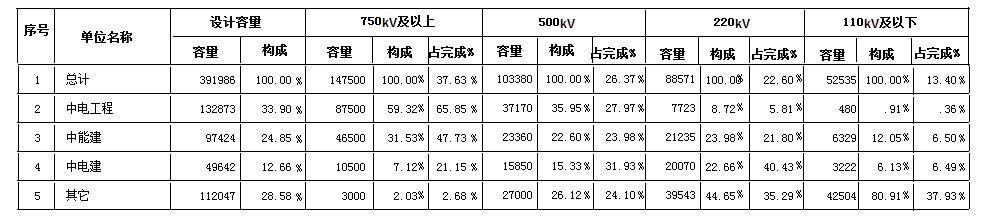 序号 单位名称 设计容量 750kV及以上 500kV 220kV 110kV及以下
容量 构成 容量 构成 占完成% 容量 构成 占完成% 容量 构成 占完成% 容量 构成 占完成%
1 总计 391986 100.00% 147500 100.00% 37.63% 103380 100.00% 26.37% 88571 100.00% 22.60% 52535 100.00% 13.40%
2 中电工程 132873 33.90% 87500 59.32% 65.85% 37170 35.95% 27.97% 7723 8.72% 5.81% 480 .91% .36%
3 中能建 97424 24.85% 46500 31.53% 47.73% 23360 22.60% 23.98% 21235 23.98% 21.80% 6329 12.05% 6.50%
4 中电建 49642 12.66% 10500 7.12% 21.15% 15850 15.33% 31.93% 20070 22.66% 40.43% 3222 6.13% 6.49%
5 其它 112047 28.58% 3000 2.03% 2.68% 27000 26.12% 24.10% 39543 44.65% 35.29% 42504 80.91% 37.93%